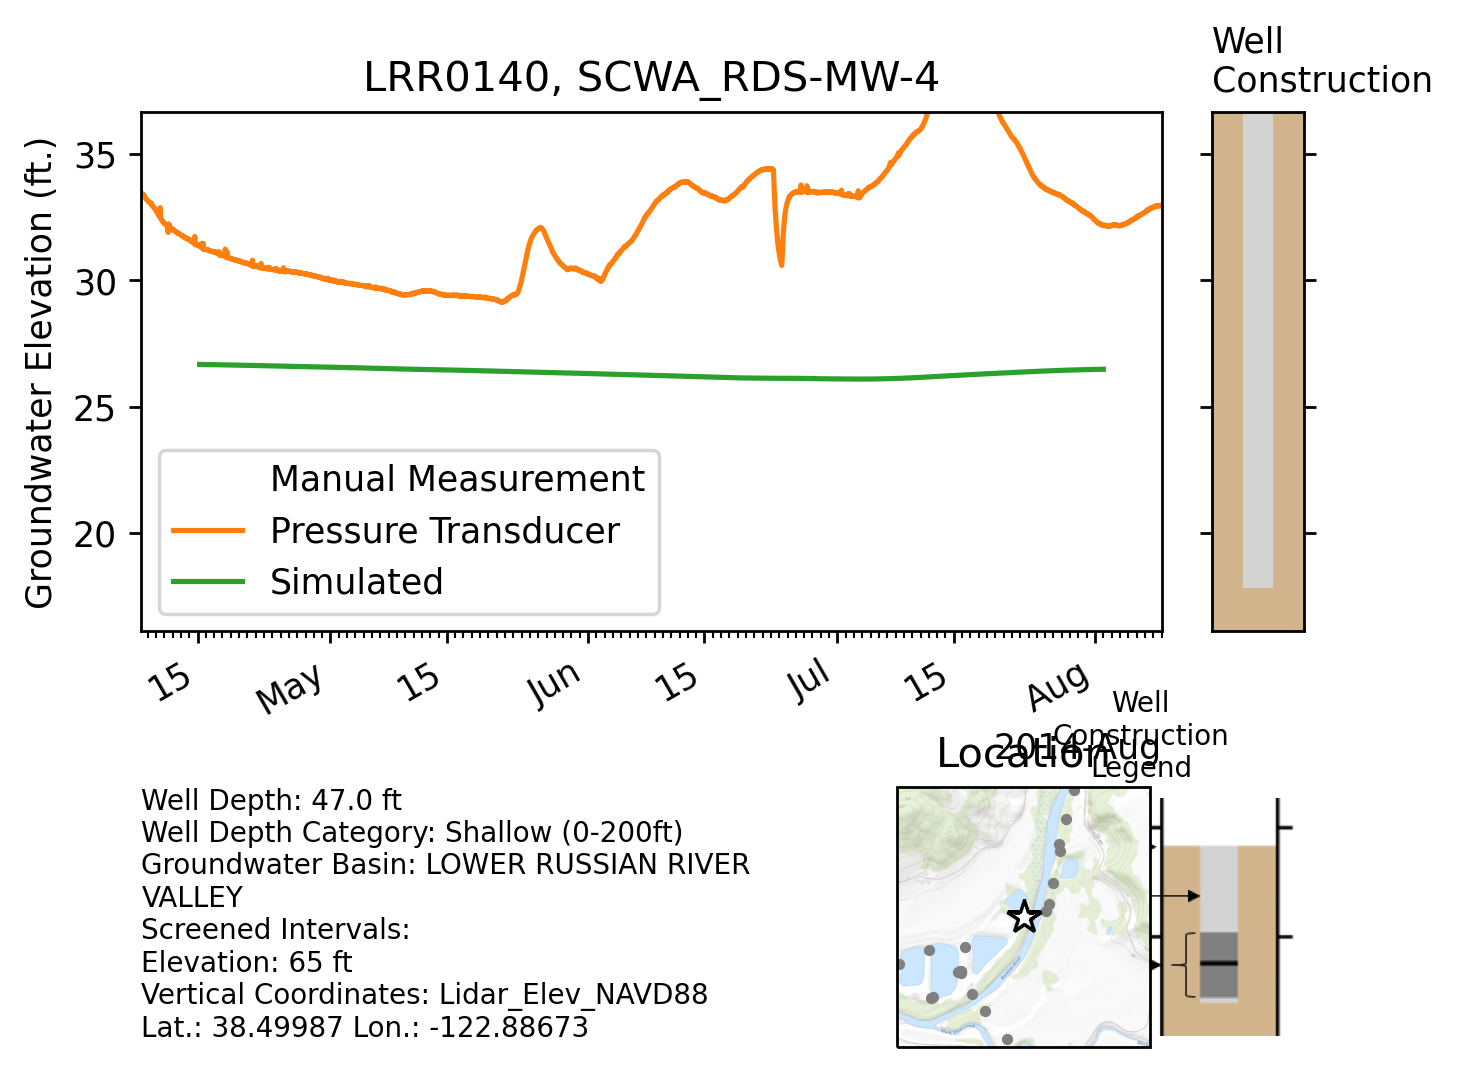 Well
Construction
LRR0140, SCWA_RDS-MW-4
Groundwater Elevation (ft.)
35
30
25
20
Manual Measurement
Pressure Transducer
Simulated
15
May
15
Jun
15
Jul
15
Aug
2014-Aug
Location
Well
Construction
Legend
Well Depth: 47.0 ft
Well Depth Category: Shallow (0-200ft)
Groundwater Basin: LOWER RUSSIAN RIVER
VALLEY
Screened Intervals:
Elevation: 65 ft
Vertical Coordinates: Lidar_Elev_NAVD88
Lat.: 38.49987 Lon.: -122.88673